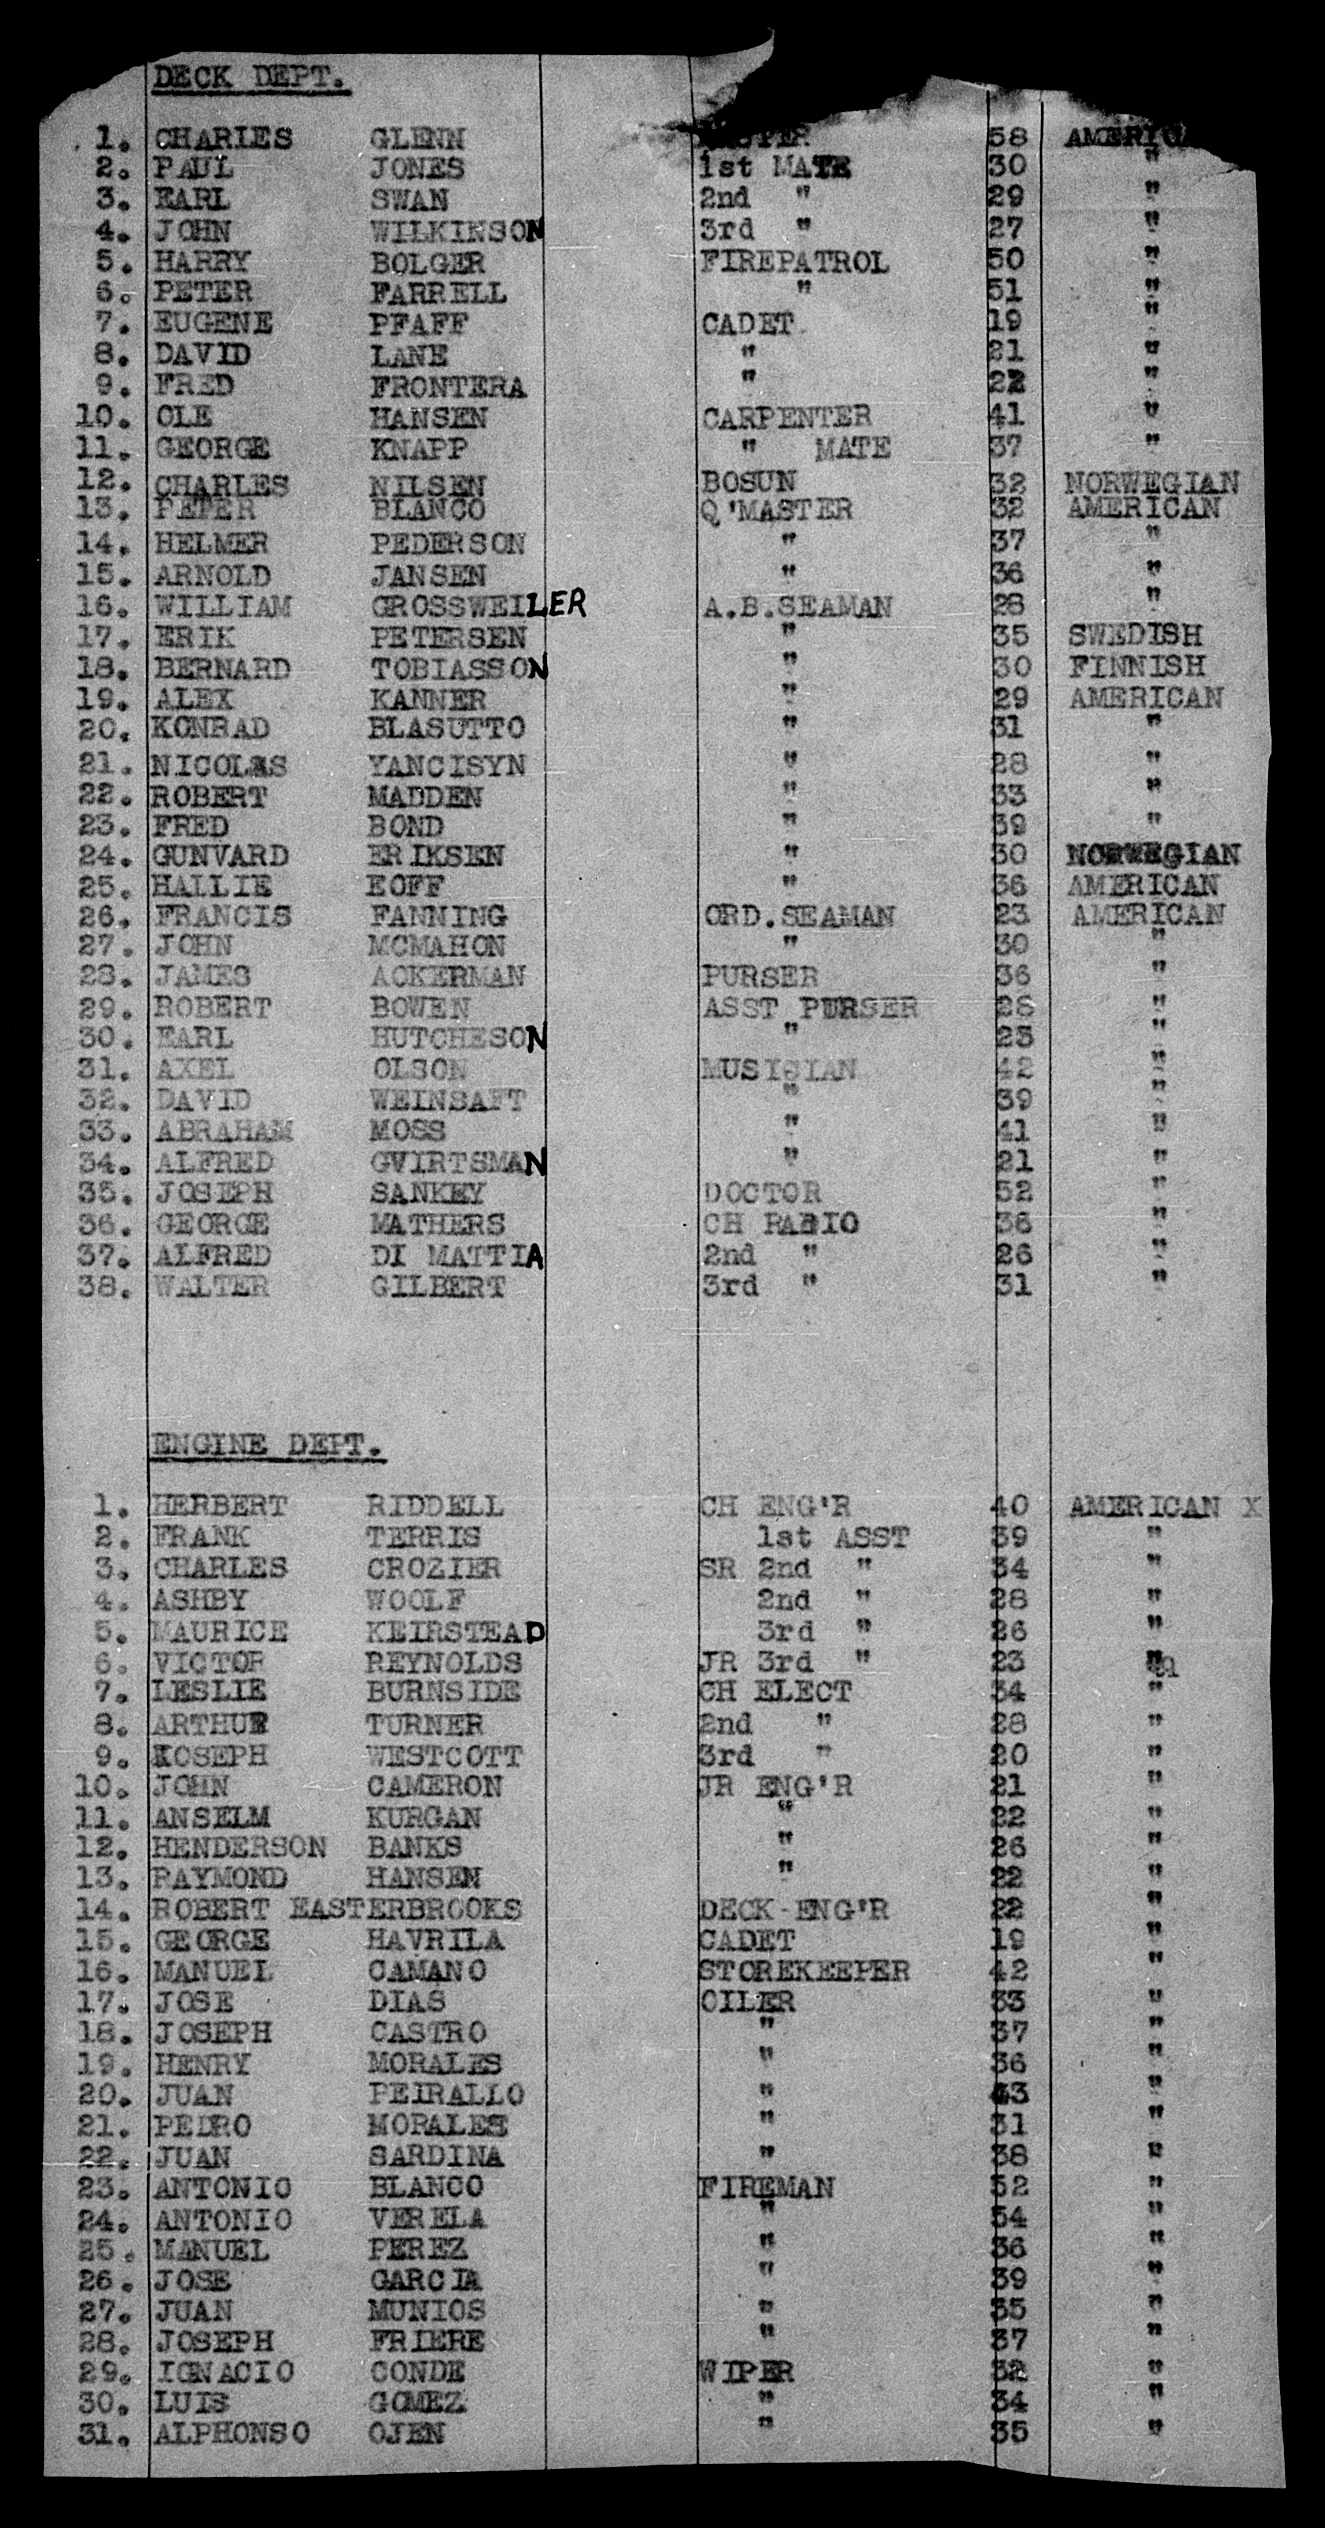 DECK DEPT.
1. CHARLES GLENN 58
2. PAUL JONES 1st MATE 30 "
3. EARL SWAN 2nd " 29 "
4. JOHN WILKINSON 3rd " 27 "
5. HARRY BOLGER FIREPATROL 50 "
6. PETER FARRELL " 51 "
7. EUGENE PFAFF CADET 19 "
8. DAVID LANE " 21 "
9. FRED FRONTERA " 22 "
10. OLE HANSEN CARPENTER 41 "
11. GEORGE KNAPP " MATE 37 "
12. CHARLES NILSEN BOSUN 32 NORWEGIAN
13. PETER BLANCO Q'MASTER 32 AMERICAN
14. HELMER PEDERSON " 37 "
15. ARNOLD JANSEN " 36 "
16. WILLIAM GROSSWEILER A.B.SEAMAN 28 "
17. ERIK PETERSEN " 35 SWEDISH
18. BERNARD TOBIASSON " 30 FINNISH
19. ALEX KANNER " 29 AMERICAN
20. KONRAD BLASUTTO " 31 "
21. NICOLAS YANCISYN " 28 "
22. ROBERT MADDEN " 33 "
23. FRED BOND " 39 "
24. GUNVARD ERIKSEN " 30 NORWEGIAN
25. HALLIE EOFF " 36 AMERICAN
26. FRANCIS FANNING ORD.SEAMAN 23 AMERICAN
27. JOHN MCMAHON " 30 "
28. JAMES ACKERMAN PURSER 36 "
29. ROBERT BOWEN ASST PURSER 28 "
30. EARL HUTCHESON " 23 "
31. AXEL OLSON MUSISIAN 42 "
32. DAVID WEINSAFT " 39 "
33. ABRAHAM MOSS " 41 "
34. ALFRED GVIRTSMAN " 21 "
35. JOSEPH SANKEY DOCTOR 52 "
36. GEORGE MATHERS CH RADIO 36 "
37. ALFRED DI MATTIA 2nd " 26 "
38. WALTER GILBERT 3rd " 31 "
ENGINE DEPT.
1. HERBERT RIDDELL CH ENG'R 40 AMERICAN X
2. FRANK TERRIS 1st ASST 39 "
3. CHARLES CROZIER SR 2nd " 34 "
4. ASHBY WOOLF 2nd " 28 "
5. MAURICE KEIRSTEAD 3rd " 26 "
6. VICTOR REYNOLDS JR 3rd " 23 "
7. LESLIE BURNSIDE CH ELECT 34 "
8. ARTHUR TURNER 2nd " 28 "
9. JOSEPH WESTCOTT 3rd " 20 "
10. JOHN CAMERON JR ENG'R 21 "
11. ANSELM KURGAN " 22 "
12. HENDERSON BANKS " 26 "
13. RAYMOND HANSEN " 22 "
14. ROBERT EASTERBROOKS DECK-ENG'R 22 "
15. GEORGE HAVRILA CADET 19 "
16. MANUEL CAMANO STOREKEEPER 42 "
17. JOSE DIAS OILER 33 "
18. JOSEPH CASTRO " 37 "
19. HENRY MORALES " 36 "
20. JUAN PEIRALLO " 43 "
21. PEDRO MORALES " 31 "
22. JUAN SARDINA " 38 "
23. ANTONIO BLANCO FIREMAN 52 "
24. ANTONIO VERELA " 54 "
25. MANUEL PEREZ " 36 "
26. JOSE GARCIA " 39 "
27. JUAN MUNIOS " 35 "
28. JOSEPH FRIERE " 37 "
29. IGNACIO CONDE WIPER 32 "
30. LUIS GOMEZ " 34 "
31. ALPHONSO OJEN " 35 "